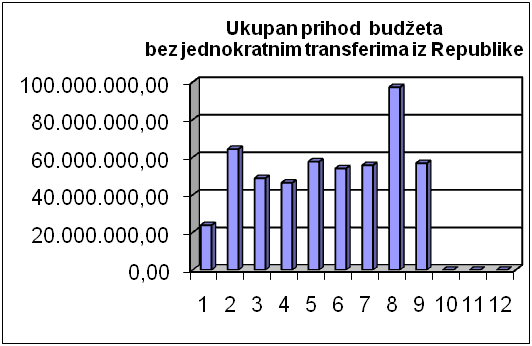 Ukupan prihod budžeta
bez jednokratnim transferima iz Republike
100.000.000,00
80.000.000,00
60.000.000,00
40.000.000,00
20.000.000,00
0,00
1 2 3 4 5 6 7 8 9 10 11 12